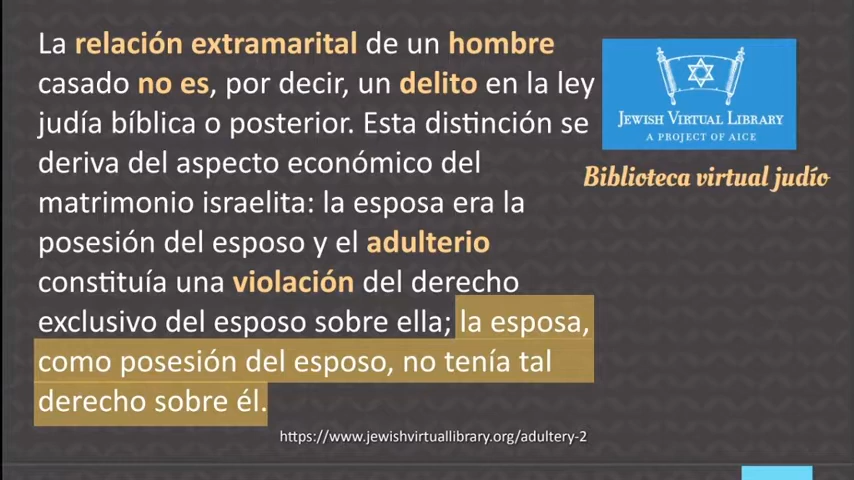 La relación extramarital de un hombre
casado no es, por decir, un delito en la ley
judía bíblica o posterior. Esta distinción se
deriva del aspecto económico del
matrimonio israelita: la esposa era la
posesión del esposo y el adulterio
constituía una violación del derecho
exclusivo del esposo sobre ella; la esposa,
como posesión del esposo, no tenía tal
derecho sobre él.
https://www.jewishvirtuallibrary.org/adultery-2
JEWISH VIRTUAL LIBRARY
A PROJECT OF AICE
Biblioteca virtual judío